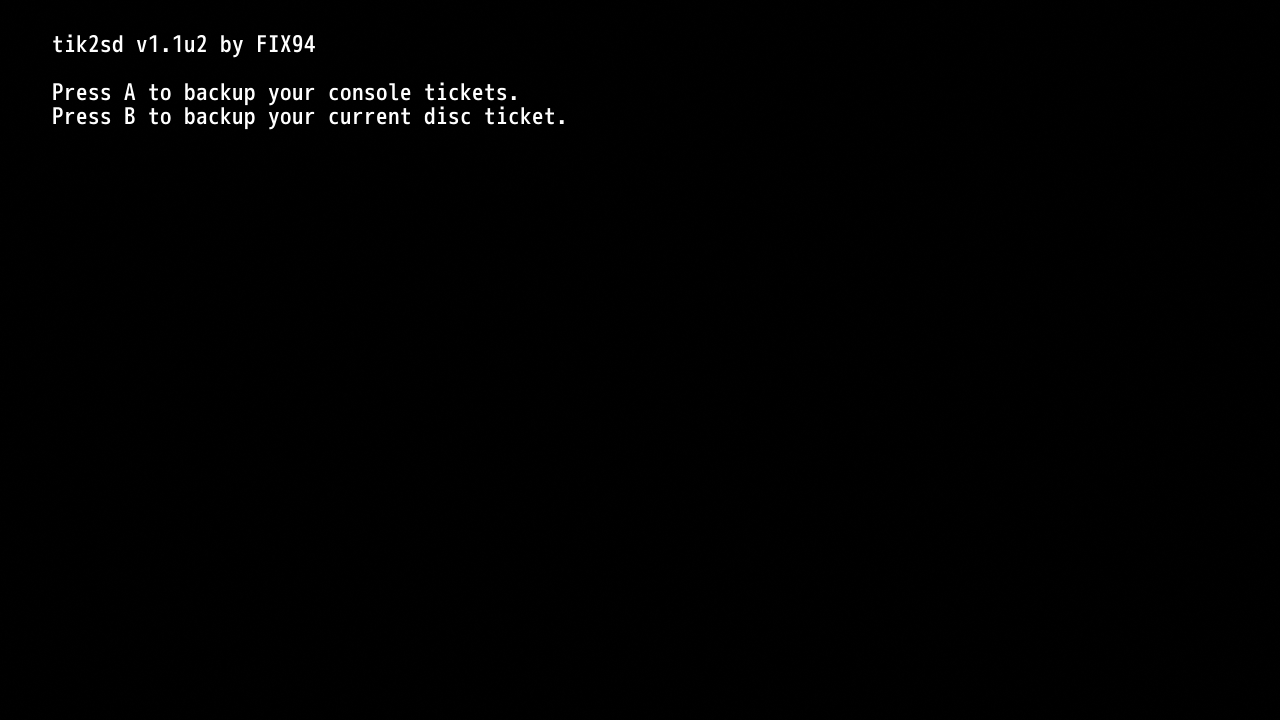 tik2sd v1.1u2 by FIX94
Press A to backup your console tickets.
Press B to backup your current disc ticket.